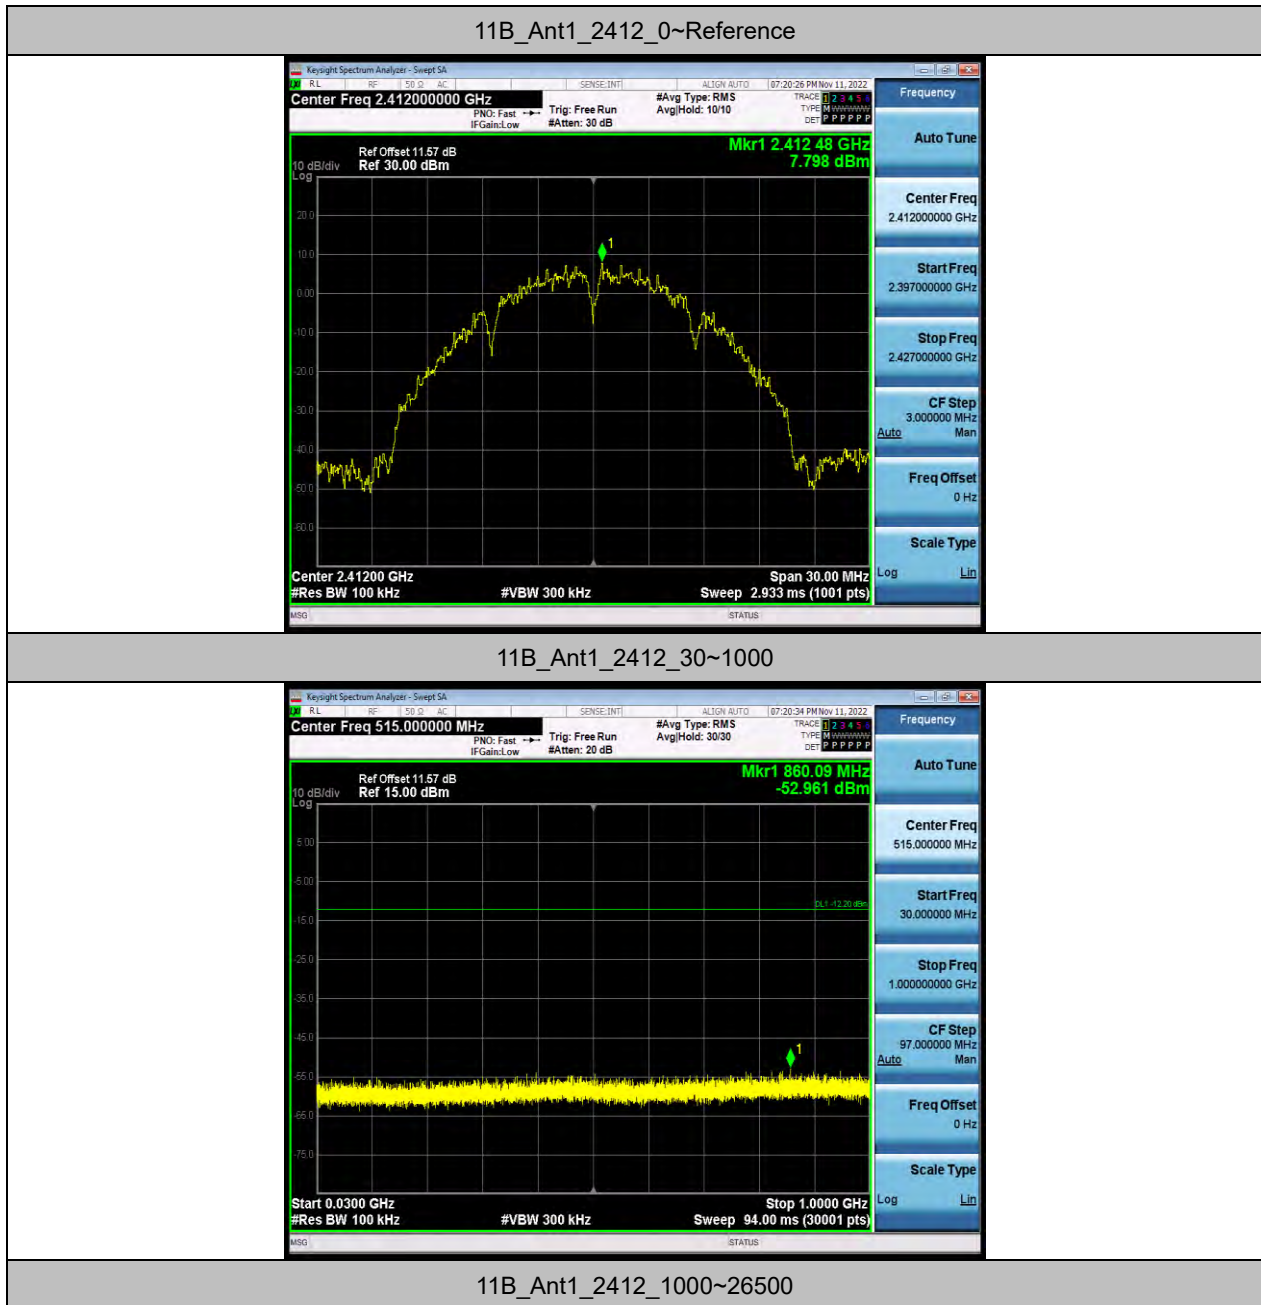 11B_Ant1_2412_0~Reference
Keysight Spectrum Analyzer - Swept SA
RL RF 50 Ω AC SENSE:INT ALIGN AUTO 07:20:26 PM Nov 11, 2022
Center Freq 2.412000000 GHz
PNO: Fast
IFGain:Low
Trig: Free Run
#Atten: 30 dB
#Avg Type: RMS
Avg|Hold: 10/10
TRACE 1 2 3 4 5 6
TYPE M WWWWW
DET P P P P P P
Mkr1 2.412 48 GHz
7.798 dBm
Ref Offset 11.57 dB
10 dB/div Ref 30.00 dBm
Log
1
20.0
10.0
0.00
-10.0
-20.0
-30.0
-40.0
-50.0
-60.0
Center 2.41200 GHz Span 30.00 MHz
#Res BW 100 kHz #VBW 300 kHz Sweep 2.933 ms (1001 pts)
MSG STATUS
Frequency
Auto Tune
Center Freq
2.412000000 GHz
Start Freq
2.397000000 GHz
Stop Freq
2.427000000 GHz
CF Step
3.000000 MHz
Auto Man
Freq Offset
0 Hz
Scale Type
Log Lin
11B_Ant1_2412_30~1000
Keysight Spectrum Analyzer - Swept SA
RL RF 50 Ω AC SENSE:INT ALIGN AUTO 07:20:34 PM Nov 11, 2022
Center Freq 515.000000 MHz
PNO: Fast
IFGain:Low
Trig: Free Run
#Atten: 20 dB
#Avg Type: RMS
Avg|Hold: 30/30
TRACE 1 2 3 4 5 6
TYPE M WWWWW
DET P P P P P P
Mkr1 860.09 MHz
-52.961 dBm
Ref Offset 11.57 dB
10 dB/div Ref 15.00 dBm
Log
5.00
-5.00
DL1 -12.20 dBm
-15.0
-25.0
-35.0
-45.0
1
-55.0
-65.0
-75.0
Start 0.0300 GHz Stop 1.0000 GHz
#Res BW 100 kHz #VBW 300 kHz Sweep 94.00 ms (30001 pts)
MSG STATUS
Frequency
Auto Tune
Center Freq
515.000000 MHz
Start Freq
30.000000 MHz
Stop Freq
1.000000000 GHz
CF Step
97.000000 MHz
Auto Man
Freq Offset
0 Hz
Scale Type
Log Lin
11B_Ant1_2412_1000~26500